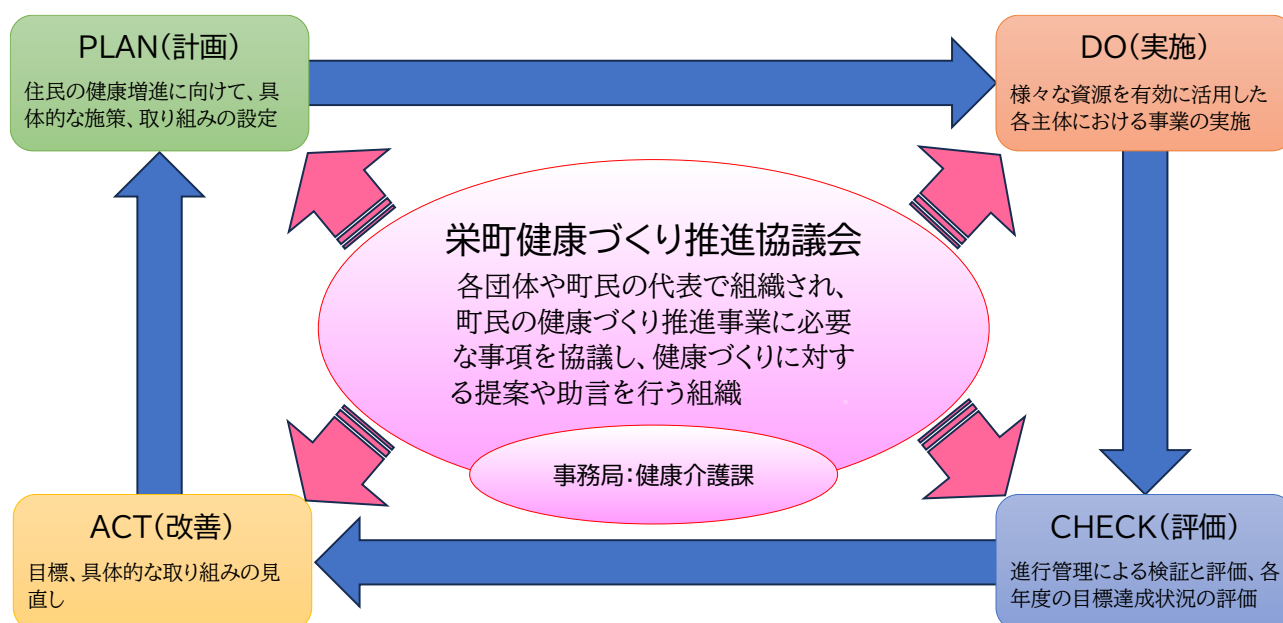 PLAN(計画)
住民の健康増進に向けて、具
体的な施策、取り組みの設定
DO(実施)
様々な資源を有効に活用した
各主体における事業の実施
栄町健康づくり推進協議会
各団体や町民の代表で組織され、
町民の健康づくり推進事業に必要
な事項を協議し、健康づくりに対す
る提案や助言を行う組織
事務局:健康介護課
ACT(改善)
目標、具体的な取り組みの見
直し
CHECK(評価)
進行管理による検証と評価、各
年度の目標達成状況の評価